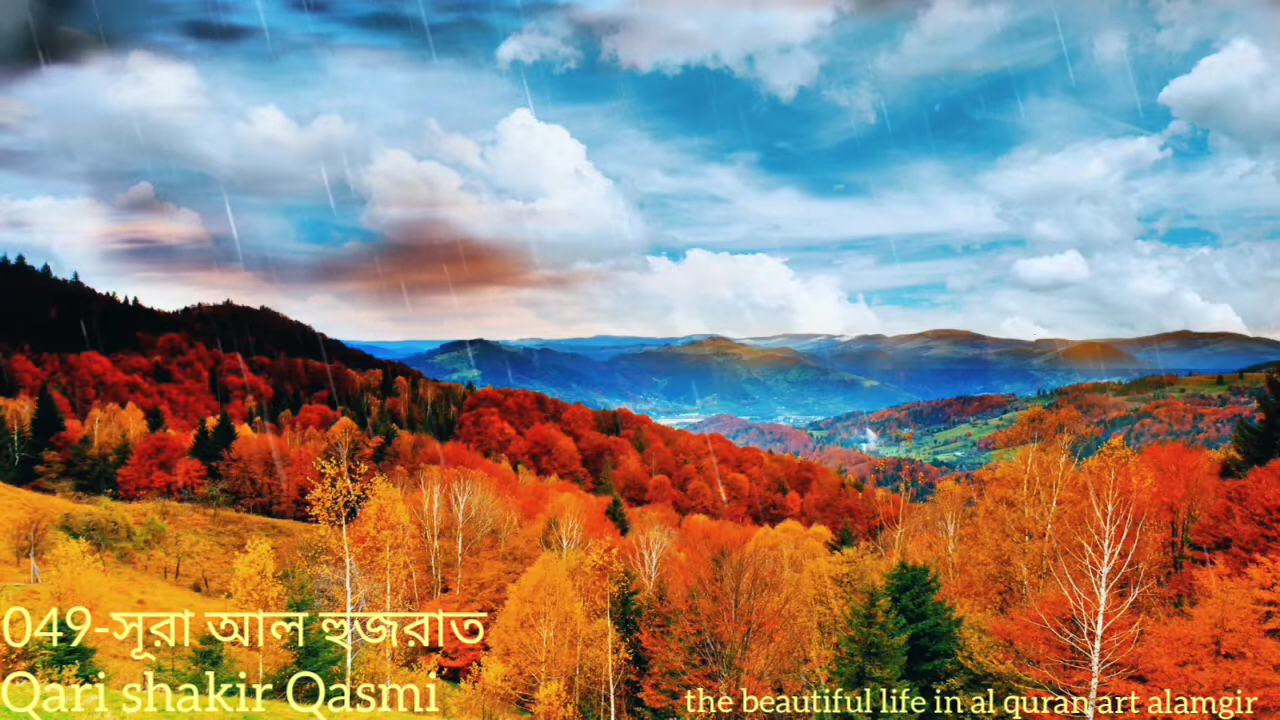 049-সূরা আল হুজরাত
Qari shakir Qasmi
the beautiful life in al quran art alamgir